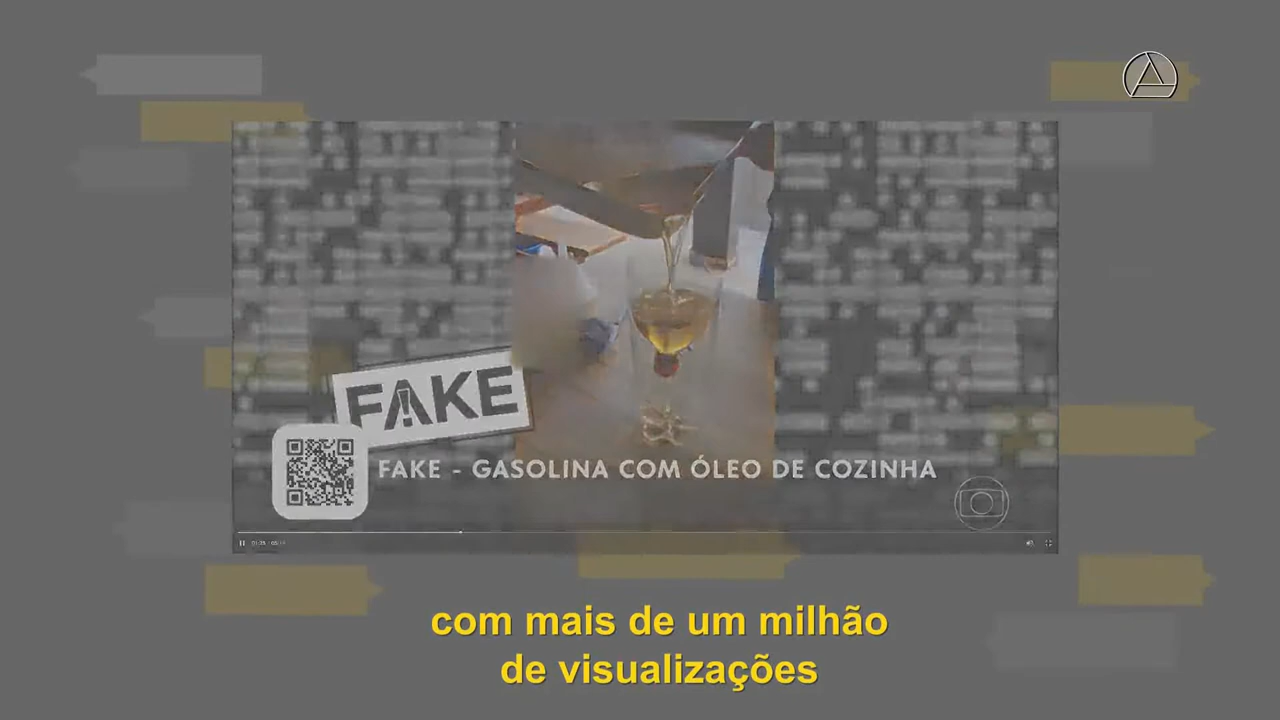 FAKE
FAKE - GASOLINA COM ÓLEO DE COZINHA
com mais de um milhão
de visualizações